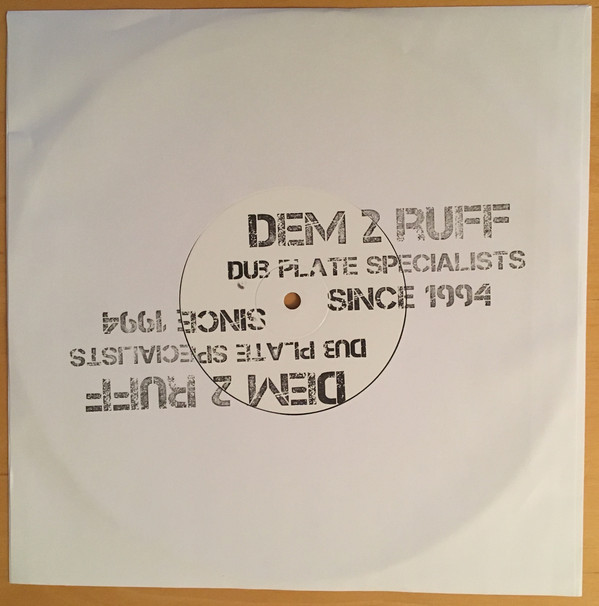 DEM 2 RUFF
DUB PLATE SPECIALISTS
SINCE 1994
DEM 2 RUFF
DUB PLATE SPECIALISTS
SINCE 1994